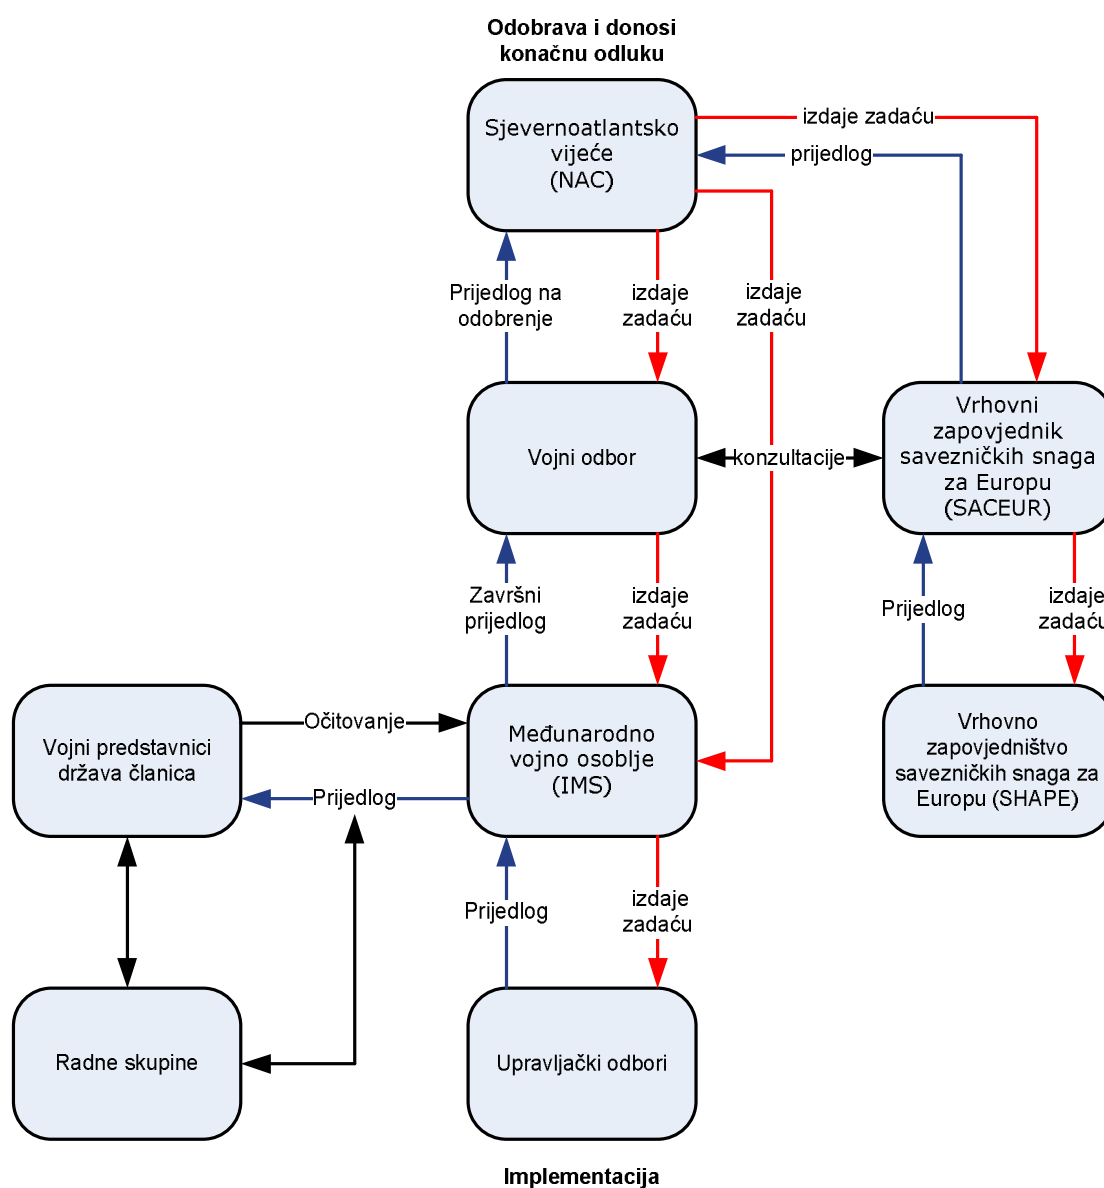 Odobrava i donosi
konačnu odluku
Sjevernoatlantsko
vijeće
(NAC)
izdaje zadaću
prijedlog
Prijedlog na
odobrenje
izdaje
zadaću
izdaje
zadaću
Vojni odbor
konzultacije
Vrhovni
zapovjednik
savezničkih snaga
za Europu
(SACEUR)
Završni
prijedlog
izdaje
zadaću
Prijedlog
izdaje
zadaću
Vojni predstavnici
država članica
Očitovanje
Prijedlog
Međunarodno
vojno osoblje
(IMS)
Vrhovno
zapovjedništvo
savezničkih snaga za
Europu (SHAPE)
Prijedlog
izdaje
zadaću
Radne skupine
Upravljački odbori
Implementacija